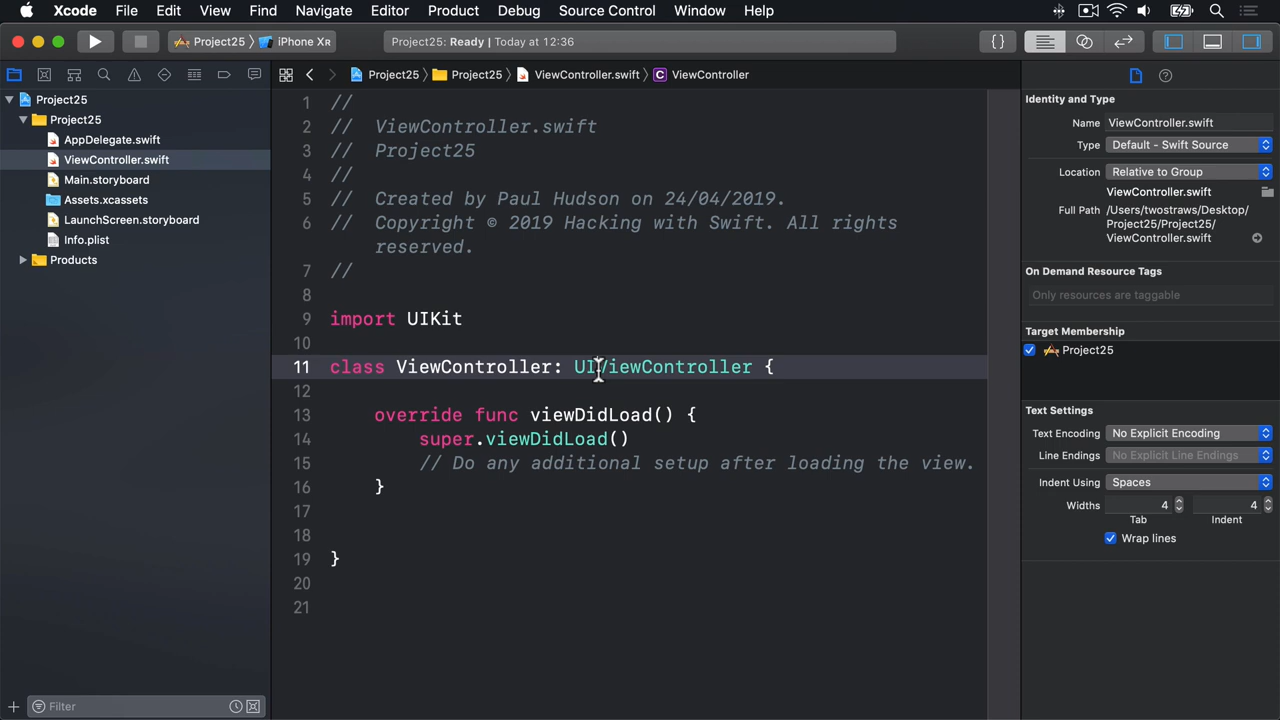 Xcode File Edit View Find Navigate Editor Product Debug Source Control Window Help
Project25 iPhone XR Project25: Ready | Today at 12:36 {}
Project25 Project25 ViewController.swift C ViewController
Project25
Project25
AppDelegate.swift
ViewController.swift
Main.storyboard
Assets.xcassets
LaunchScreen.storyboard
Info.plist
Products
Filter
1 //
2 //  ViewController.swift
3 //  Project25
4 //
5 //  Created by Paul Hudson on 24/04/2019.
6 //  Copyright © 2019 Hacking with Swift. All rights
reserved.
7 //
8
9 import UIKit
10
11 class ViewController: UIViewController {
12
13 override func viewDidLoad() {
14 super.viewDidLoad()
15 // Do any additional setup after loading the view.
16 }
17
18
19 }
20
21
Identity and Type
Name ViewController.swift
Type Default - Swift Source
Location Relative to Group
ViewController.swift
Full Path /Users/twostraws/Desktop/
Project25/Project25/
ViewController.swift
On Demand Resource Tags
Only resources are taggable
Target Membership
Project25
Text Settings
Text Encoding No Explicit Encoding
Line Endings No Explicit Line Endings
Indent Using Spaces
Widths 4 4
Tab Indent
Wrap lines